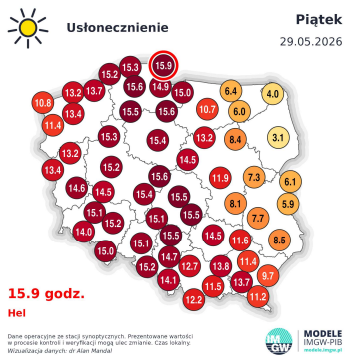 Usłonecznienie
Piątek
29.05.2026
15.2 15.3 15.9
10.8 13.2 13.7 15.6 14.9 15.0 6.4 4.0
11.4 13.4 15.5 15.6 10.7 6.0
15.3 15.4 13.2 8.4 3.1
13.2 14.5
13.4 15.2 11.9 7.3 6.1
14.6 14.5 15.6
15.4 15.5 8.1 5.9
15.1 15.2 15.1 15.5 7.7
14.0 15.5 14.5 11.6 8.5
15.0 15.1
15.2 14.7 12.7 13.8 11.4 9.7
14.1 11.5 13.7
12.2 11.2
15.9 godz.
Hel
Dane operacyjne ze stacji synoptycznych. Prezentowane wartości
w procesie kontroli i weryfikacji mogą ulec zmianie. Czas lokalny.
Wizualizacja danych: dr Alan Mandal
IM
GW
MODELE
IMGW-PIB
modele.imgw.pl